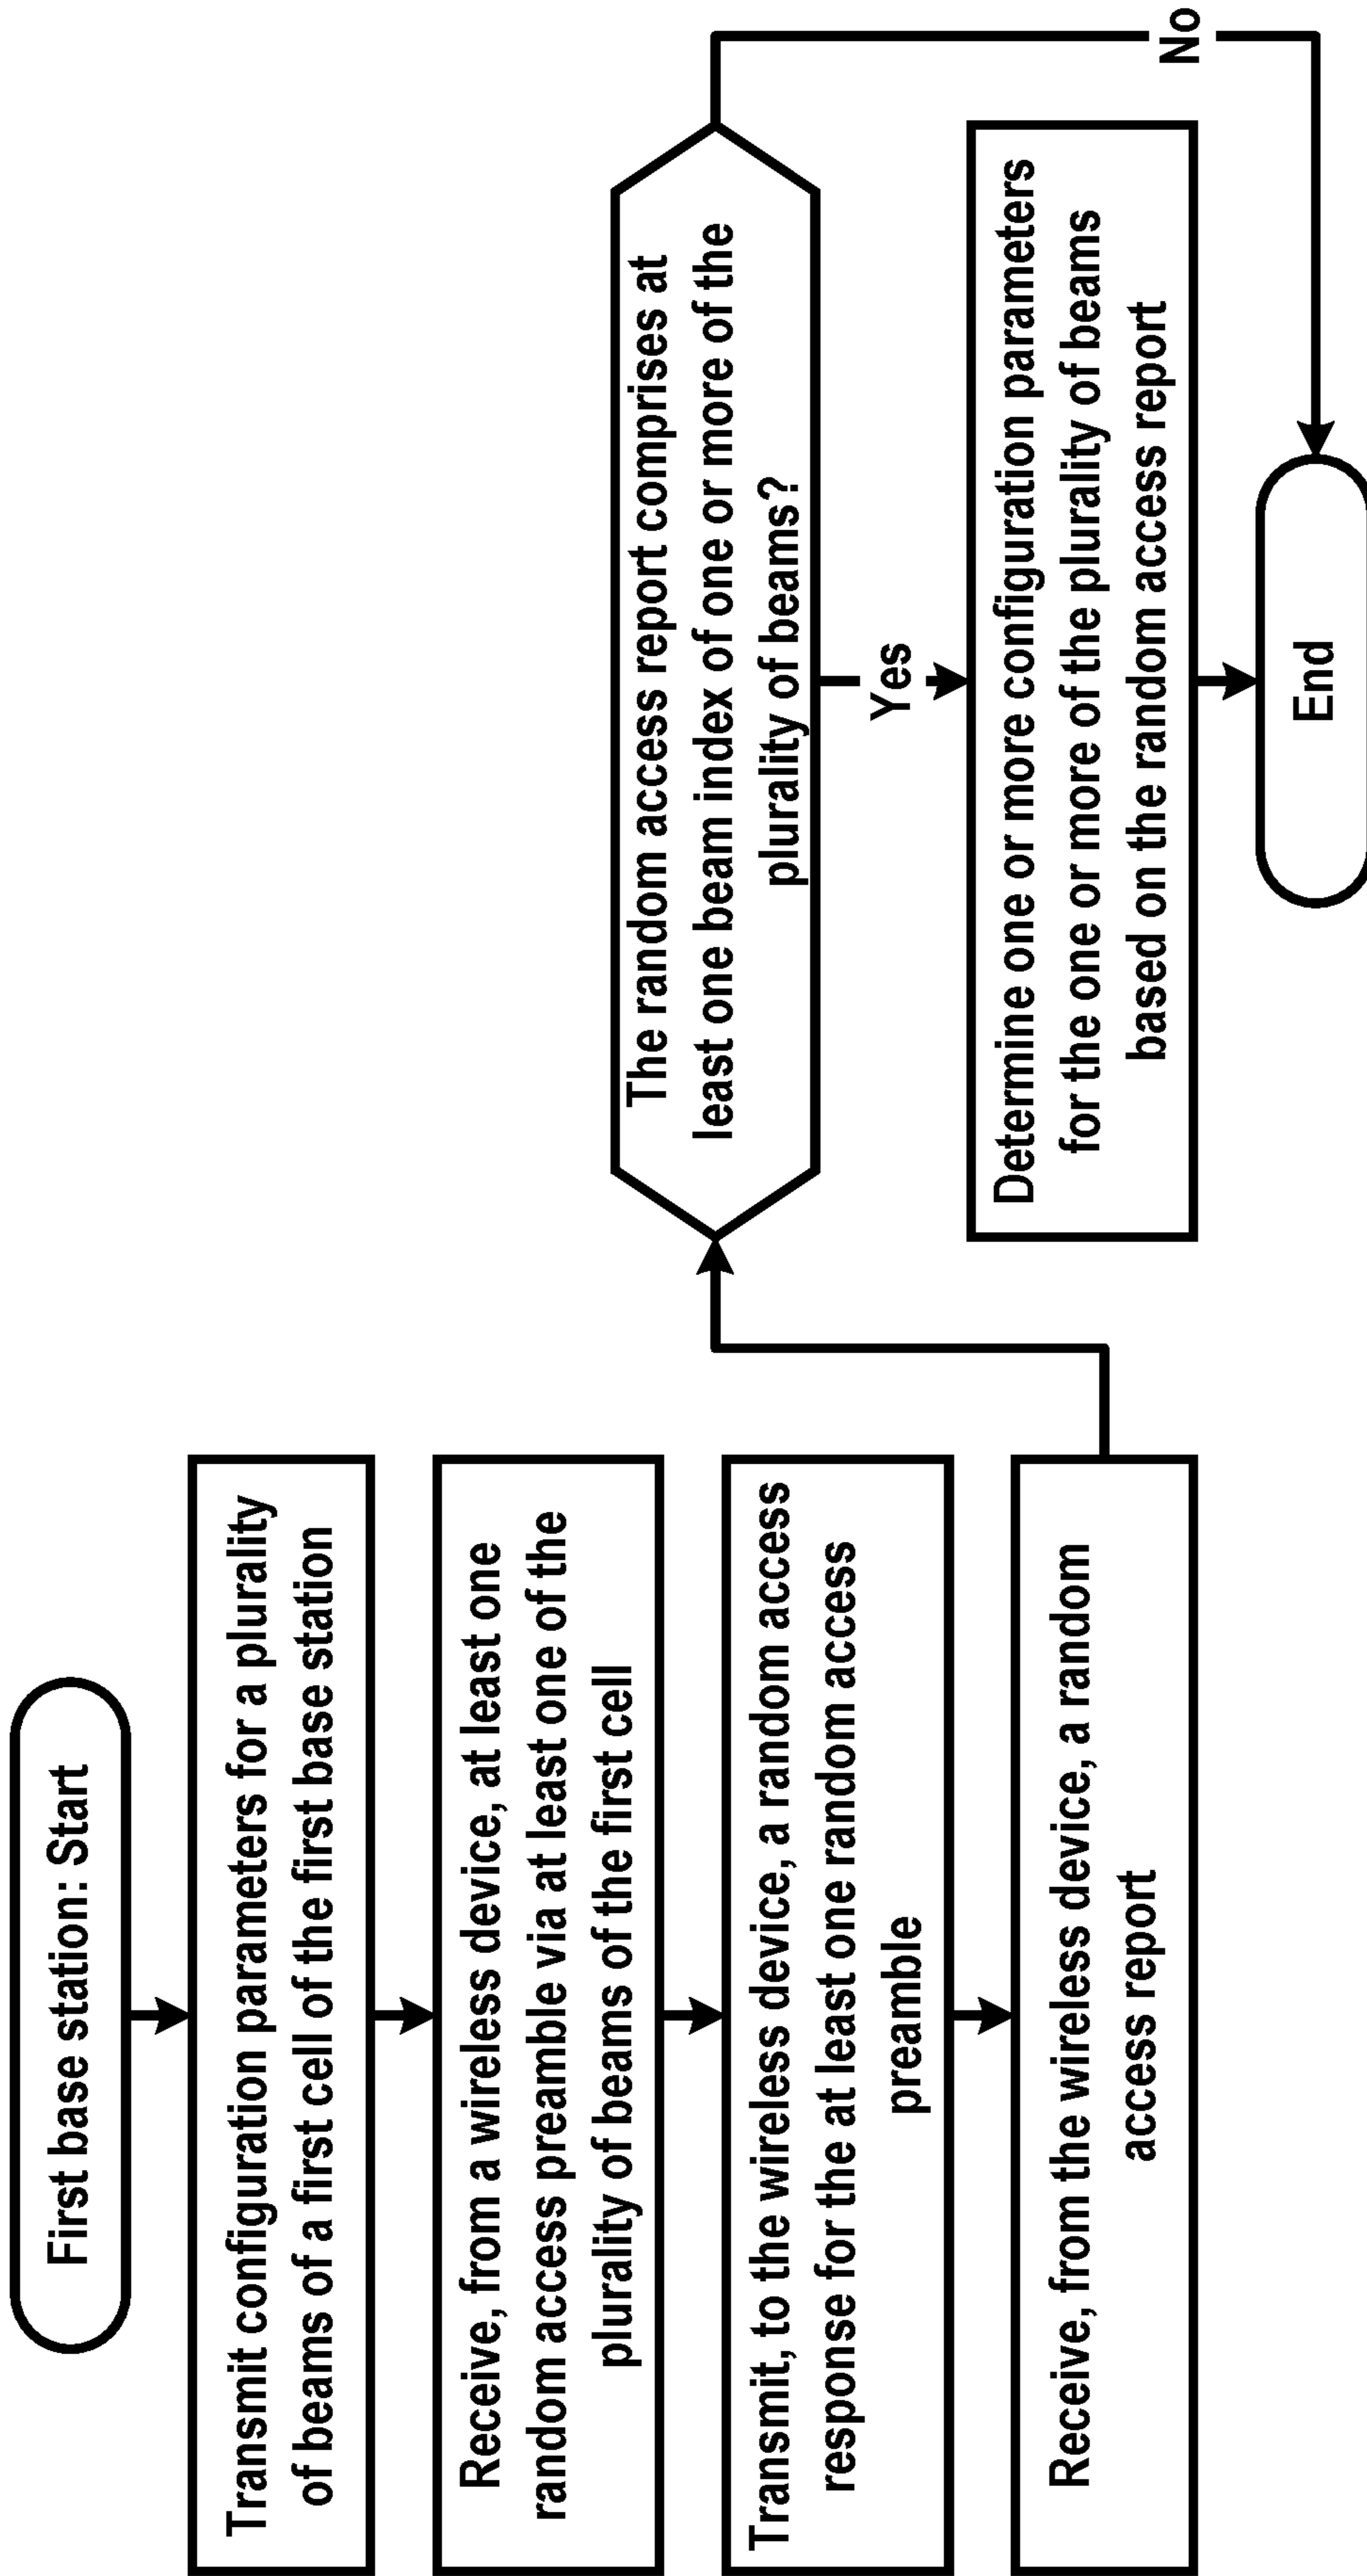 First base station: Start
Transmit configuration parameters for a plurality
of beams of a first cell of the first base station
Receive, from a wireless device, at least one
random access preamble via at least one of the
plurality of beams of the first cell
Transmit, to the wireless device, a random access
response for the at least one random access
preamble
Receive, from the wireless device, a random
access report
The random access report comprises at
least one beam index of one or more of the
plurality of beams?
Yes
No
Determine one or more configuration parameters
for the one or more of the plurality of beams
based on the random access report
End